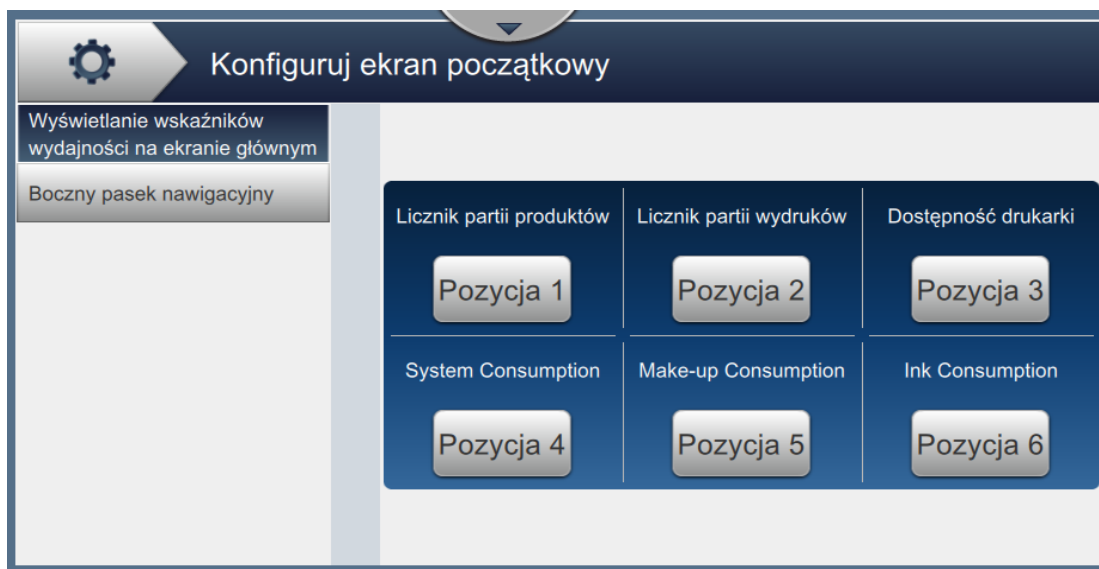 Konfiguruj ekran początkowy
Wyświetlanie wskaźników
wydajności na ekranie głównym
Boczny pasek nawigacyjny
Licznik partii produktów
Licznik partii wydruków
Dostępność drukarki
Pozycja 1
Pozycja 2
Pozycja 3
System Consumption
Make-up Consumption
Ink Consumption
Pozycja 4
Pozycja 5
Pozycja 6